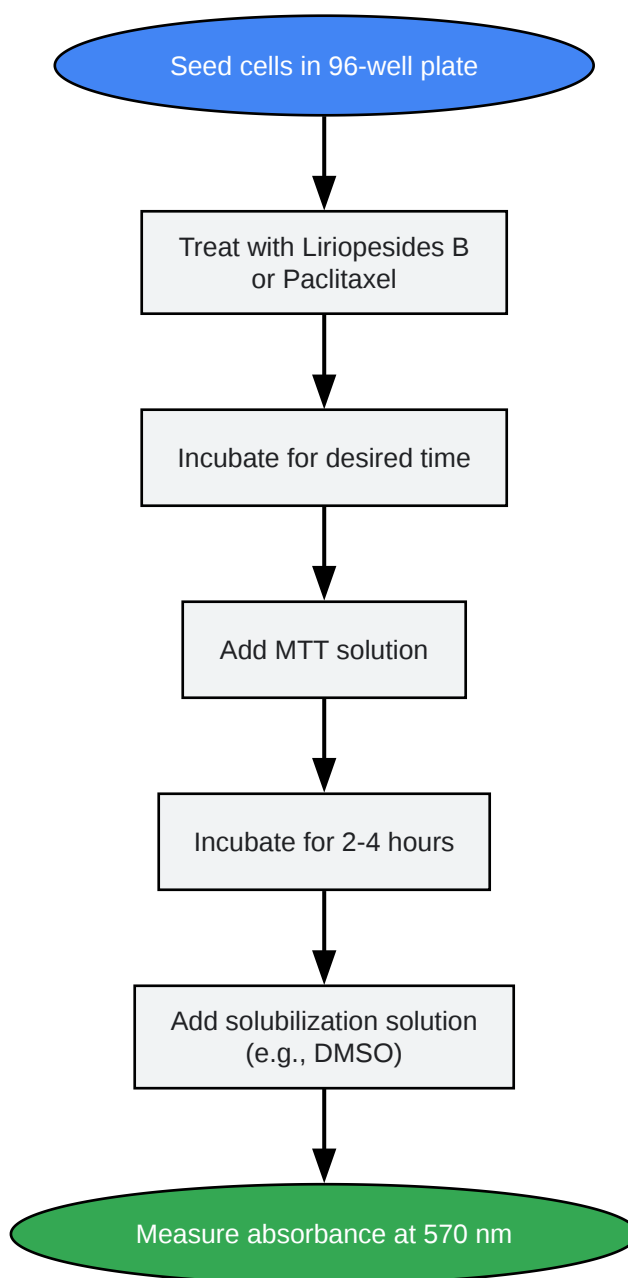 Seed cells in 96-well plate
Treat with Liriopesides B
or Paclitaxel
Incubate for desired time
Add MTT solution
Incubate for 2-4 hours
Add solubilization solution
(e.g., DMSO)
Measure absorbance at 570 nm